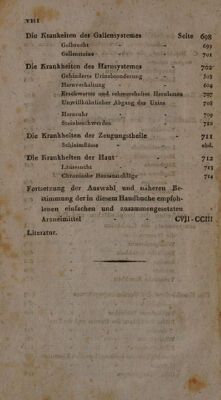 VIII
Die Krankheiten des Gallensystemes Seite 698
Gelbsucht 699
Gallensteine 701
Die Krankheiten des Harnsystemes 702
Gehinderte Urinabsonderung 703
Harnverhaltung 704
Erschwertes und schmerzhaftes Harnlassen 707
Unwillkührlicher Abgang des Urins 708
Harnruhr 709
Steinbeschwerden
Die Krankheiten der Zeugungstheile 711
Schleimflüsse ebd.
Die Krankheiten der Haut 712
Läusesucht 713
Chronische Hautausschläge 714
Fortsetzung der Auswahl und näheren Be-
stimmung der in diesem Handbuche empfoh-
lenen einfachen und zusammengesetzten
Arzneimittel CVII-CCIII
Literatur.